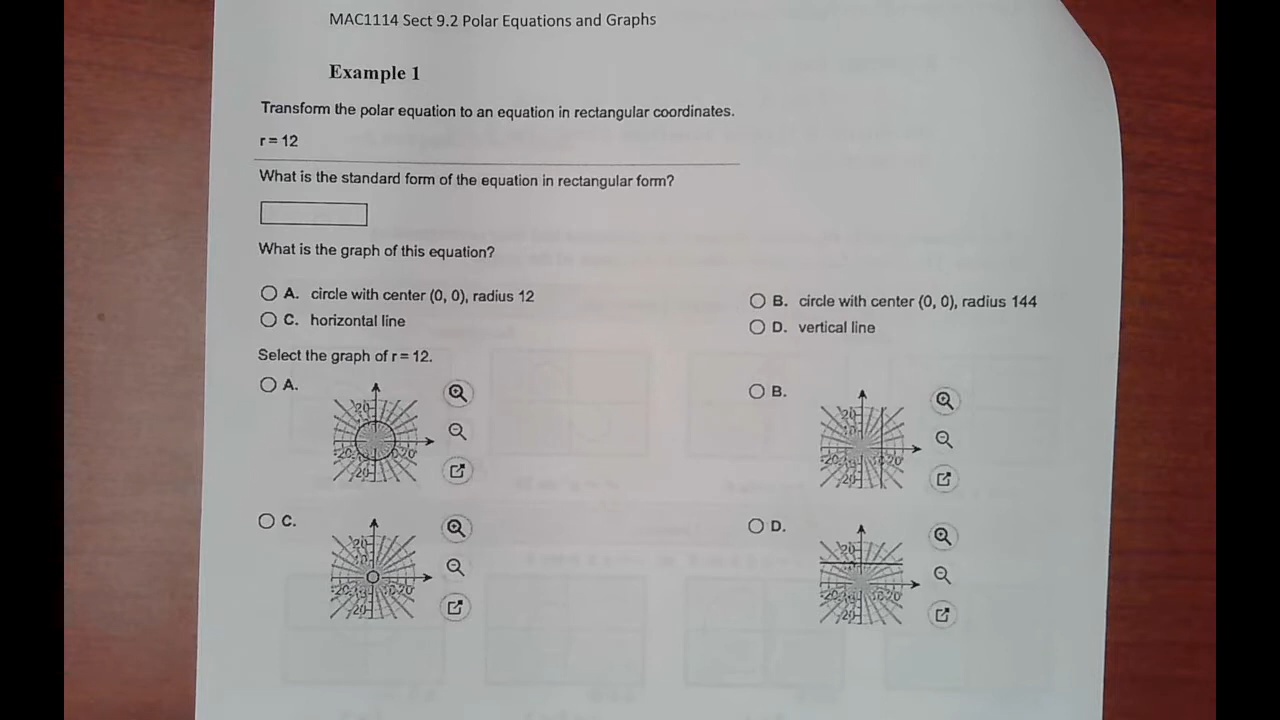 MAC1114 Sect 9.2 Polar Equations and Graphs
Example 1
Transform the polar equation to an equation in rectangular coordinates.
r = 12
What is the standard form of the equation in rectangular form?
What is the graph of this equation?
A. circle with center (0, 0), radius 12
B. circle with center (0, 0), radius 144
C. horizontal line
D. vertical line
Select the graph of r = 12.
A.
B.
C.
D.